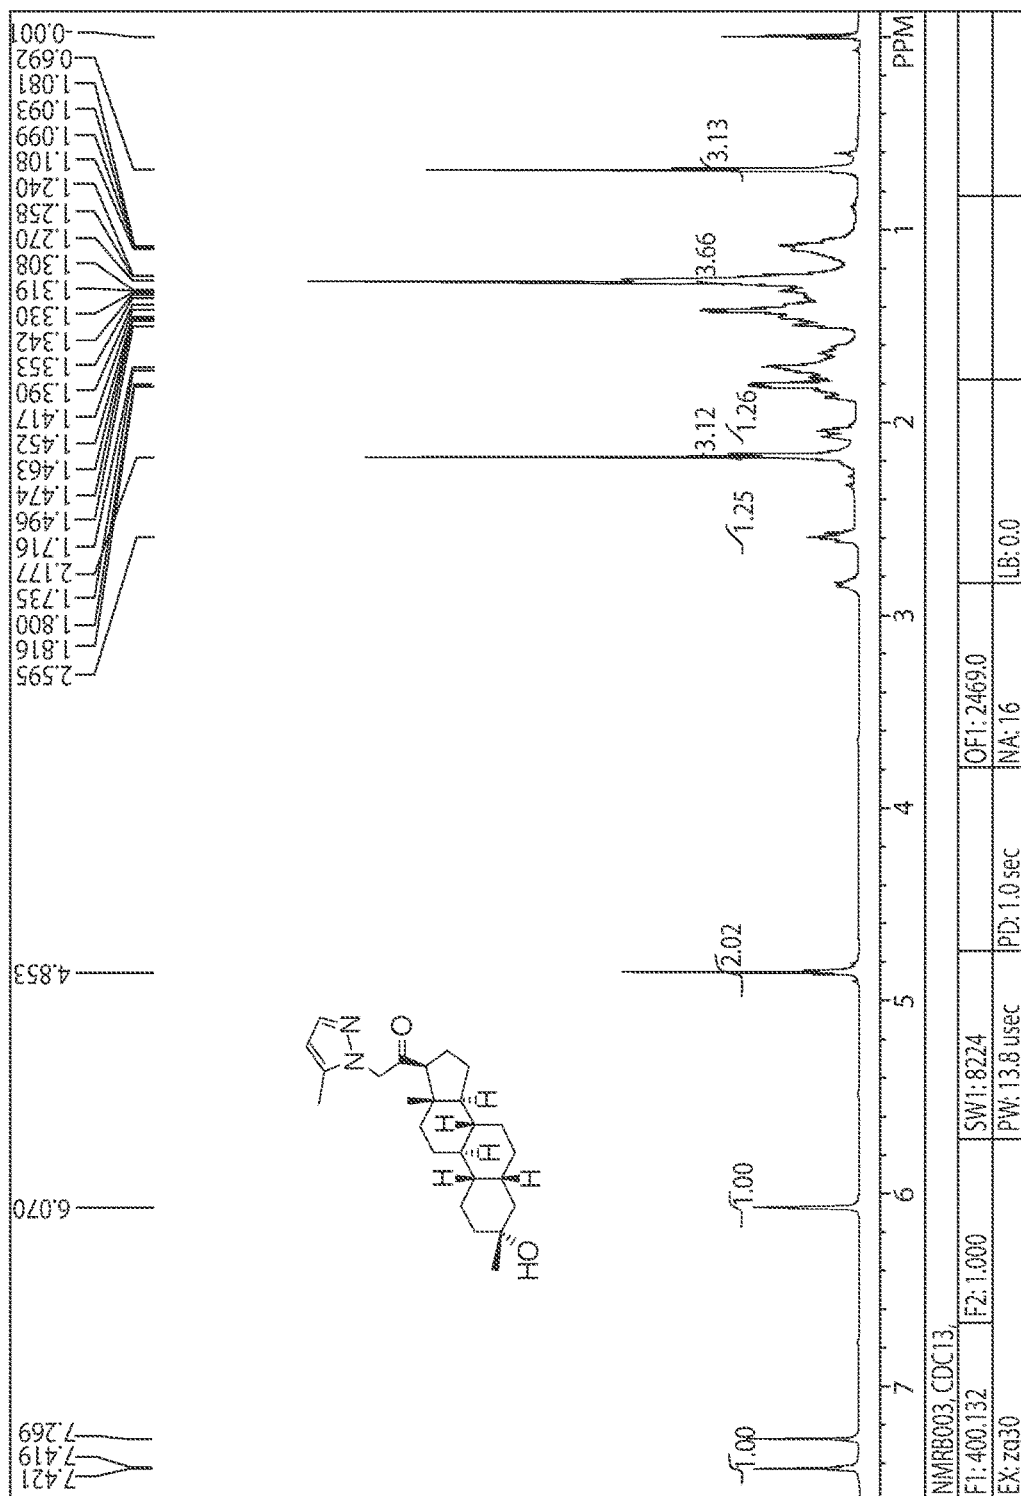 -0.001
0.692
1.081
1.093
1.099
1.108
1.240
1.258
1.270
1.308
1.319
1.330
1.342
1.353
1.390
1.417
1.452
1.463
1.474
1.496
1.716
2.177
1.735
1.800
1.816
2.595
4.853
6.070
7.269
7.419
7.421
3.13
3.66
3.12
1.26
1.25
2.02
1.00
1.00
N
N
O
H
H
H
H
H
OH
PPM
1
2
3
4
5
6
7
NMRB003, CDC13,
F1: 400.132
F2: 1.000
SW1: 8224
OF1: 2469.0
EX: zg30
PW: 13.8 usec
PD: 1.0 sec
NA: 16
LB: 0.0